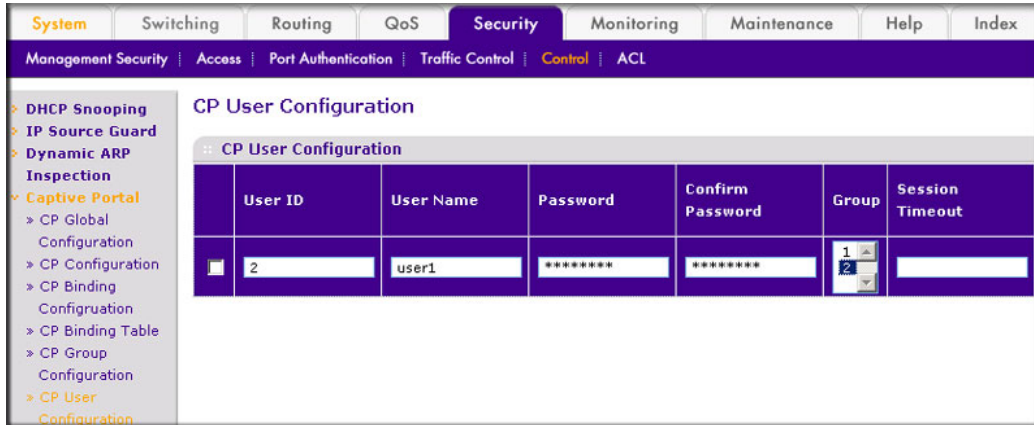 System Switching Routing QoS Security Monitoring Maintenance Help Index
Management Security Access Port Authentication Traffic Control Control ACL
DHCP Snooping
IP Source Guard
Dynamic ARP
Inspection
Captive Portal
» CP Global
Configuration
» CP Configuration
» CP Binding
Configruation
» CP Binding Table
» CP Group
Configuration
» CP User
Configuration
CP User Configuration
CP User Configuration
User ID User Name Password Confirm Password Group Session Timeout
2 user1 ******** ******** 1
2